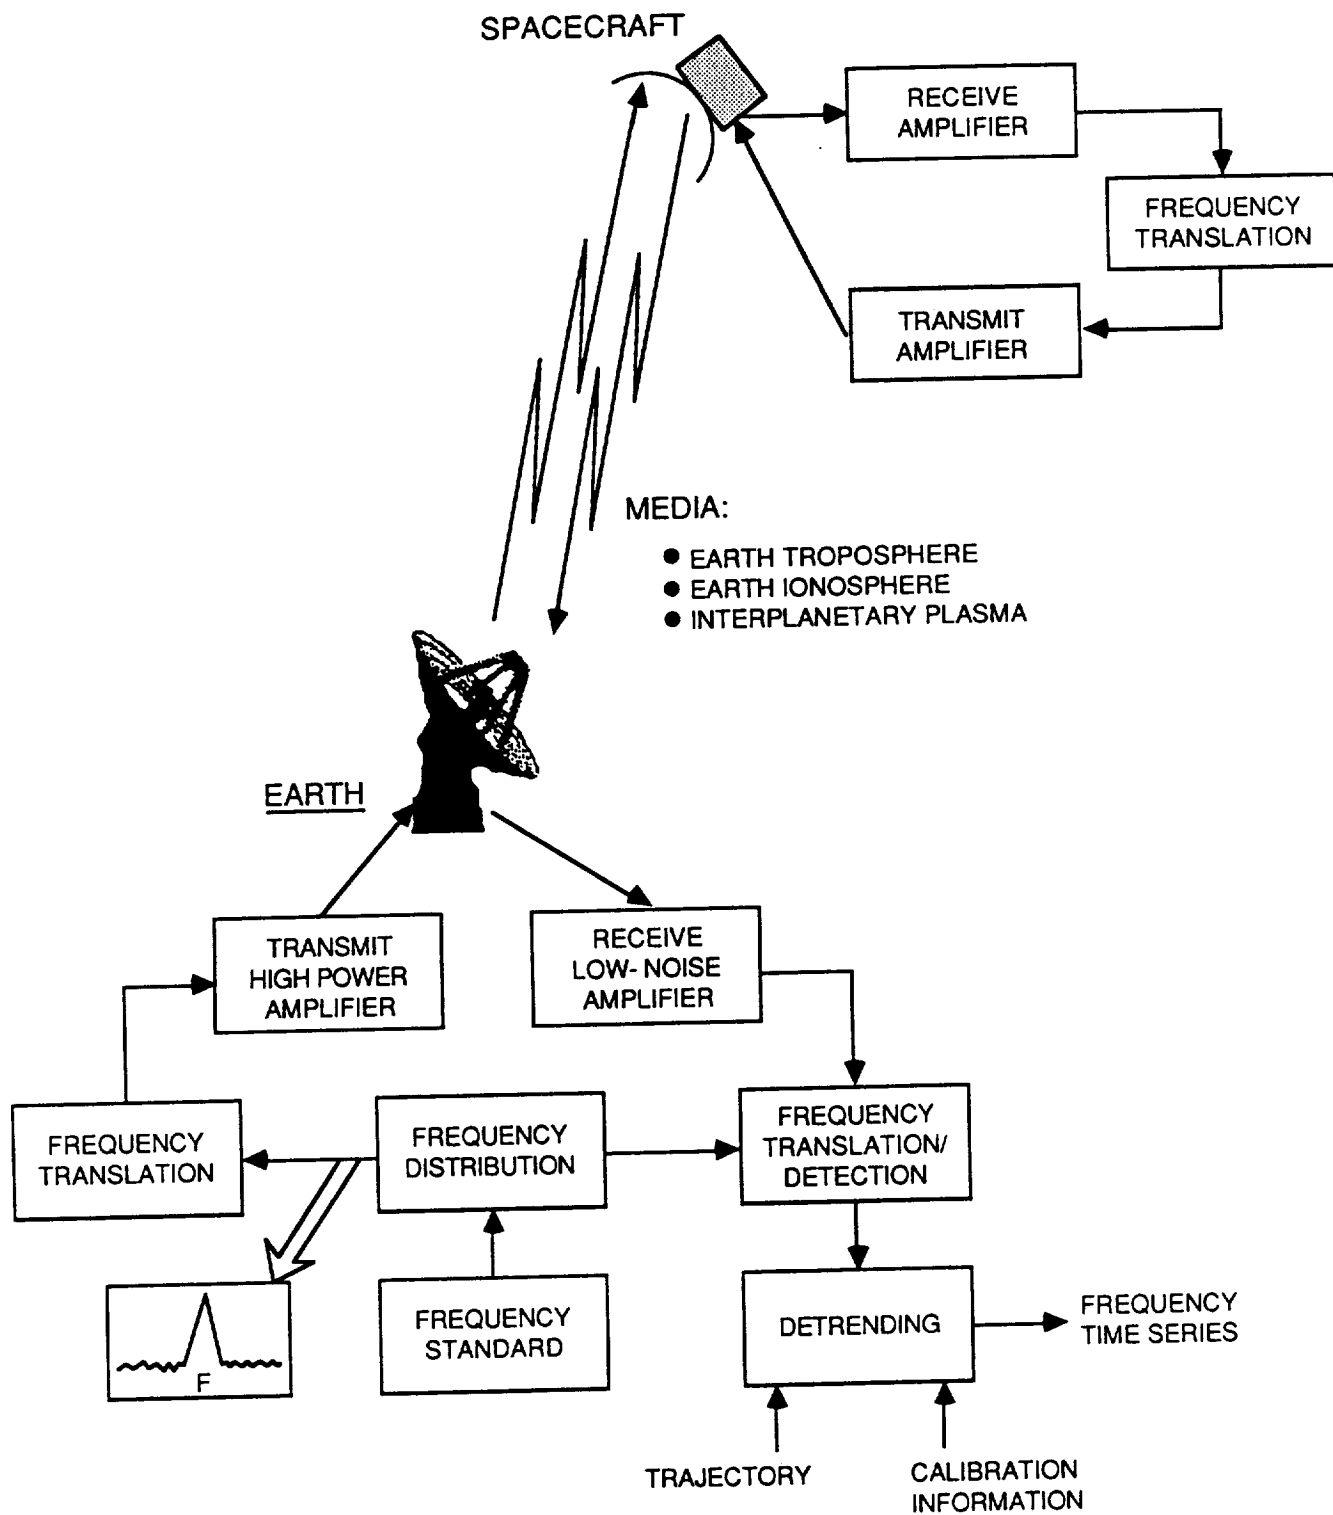 SPACECRAFT
RECEIVE
AMPLIFIER
FREQUENCY
TRANSLATION
TRANSMIT
AMPLIFIER
MEDIA:
● EARTH TROPOSPHERE
● EARTH IONOSPHERE
● INTERPLANETARY PLASMA
EARTH
TRANSMIT
HIGH POWER
AMPLIFIER
RECEIVE
LOW- NOISE
AMPLIFIER
FREQUENCY
TRANSLATION
FREQUENCY
DISTRIBUTION
FREQUENCY
TRANSLATION/
DETECTION
F
FREQUENCY
STANDARD
DETRENDING
FREQUENCY
TIME SERIES
TRAJECTORY
CALIBRATION
INFORMATION